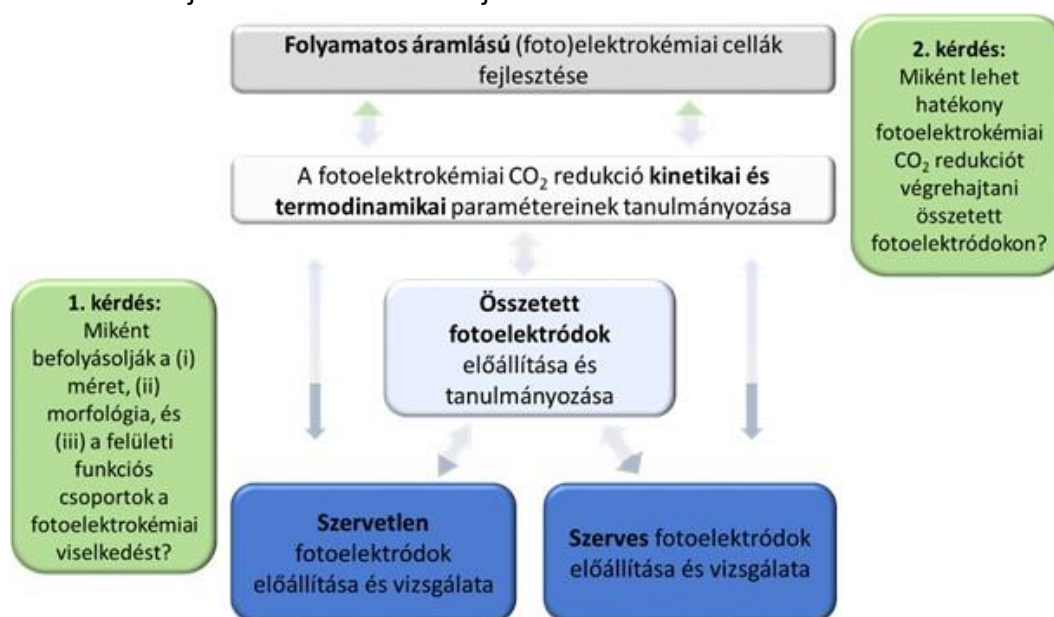 Folyamatos áramlású (foto)elektrokémiai cellák
fejlesztése
2. kérdés:
Miként lehet
hatékony
fotoelektrokémiai
CO₂ redukciót
végrehajtani
összetett
fotoelektródokon?
A fotoelektrokémiai CO₂ redukció kinetikai és
termodinamikai paramétereinek tanulmányozása
1. kérdés:
Miként
befolyásolják a (i)
méret, (ii)
morfológia, és
(iii) a felületi
funkciós
csoportok a
fotoelektrokémiai
viselkedést?
Összetett
fotoelektródok
előállítása és
tanulmányozása
Szervetlen
fotoelektródok
előállítása és vizsgálata
Szerves fotoelektródok
előállítása és vizsgálata